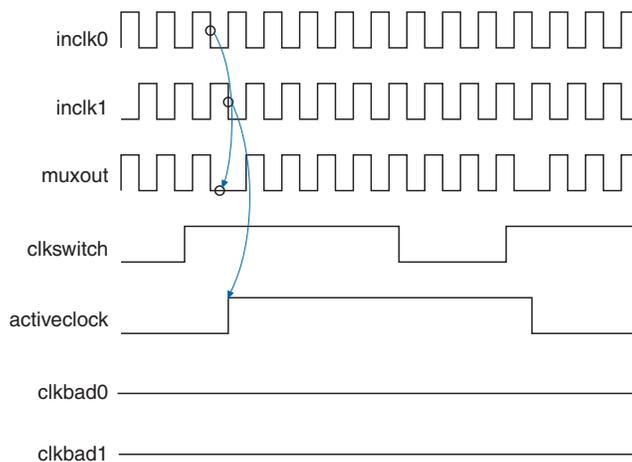 inclk0
inclk1
muxout
clkswitch
activeclock
clkbad0
clkbad1